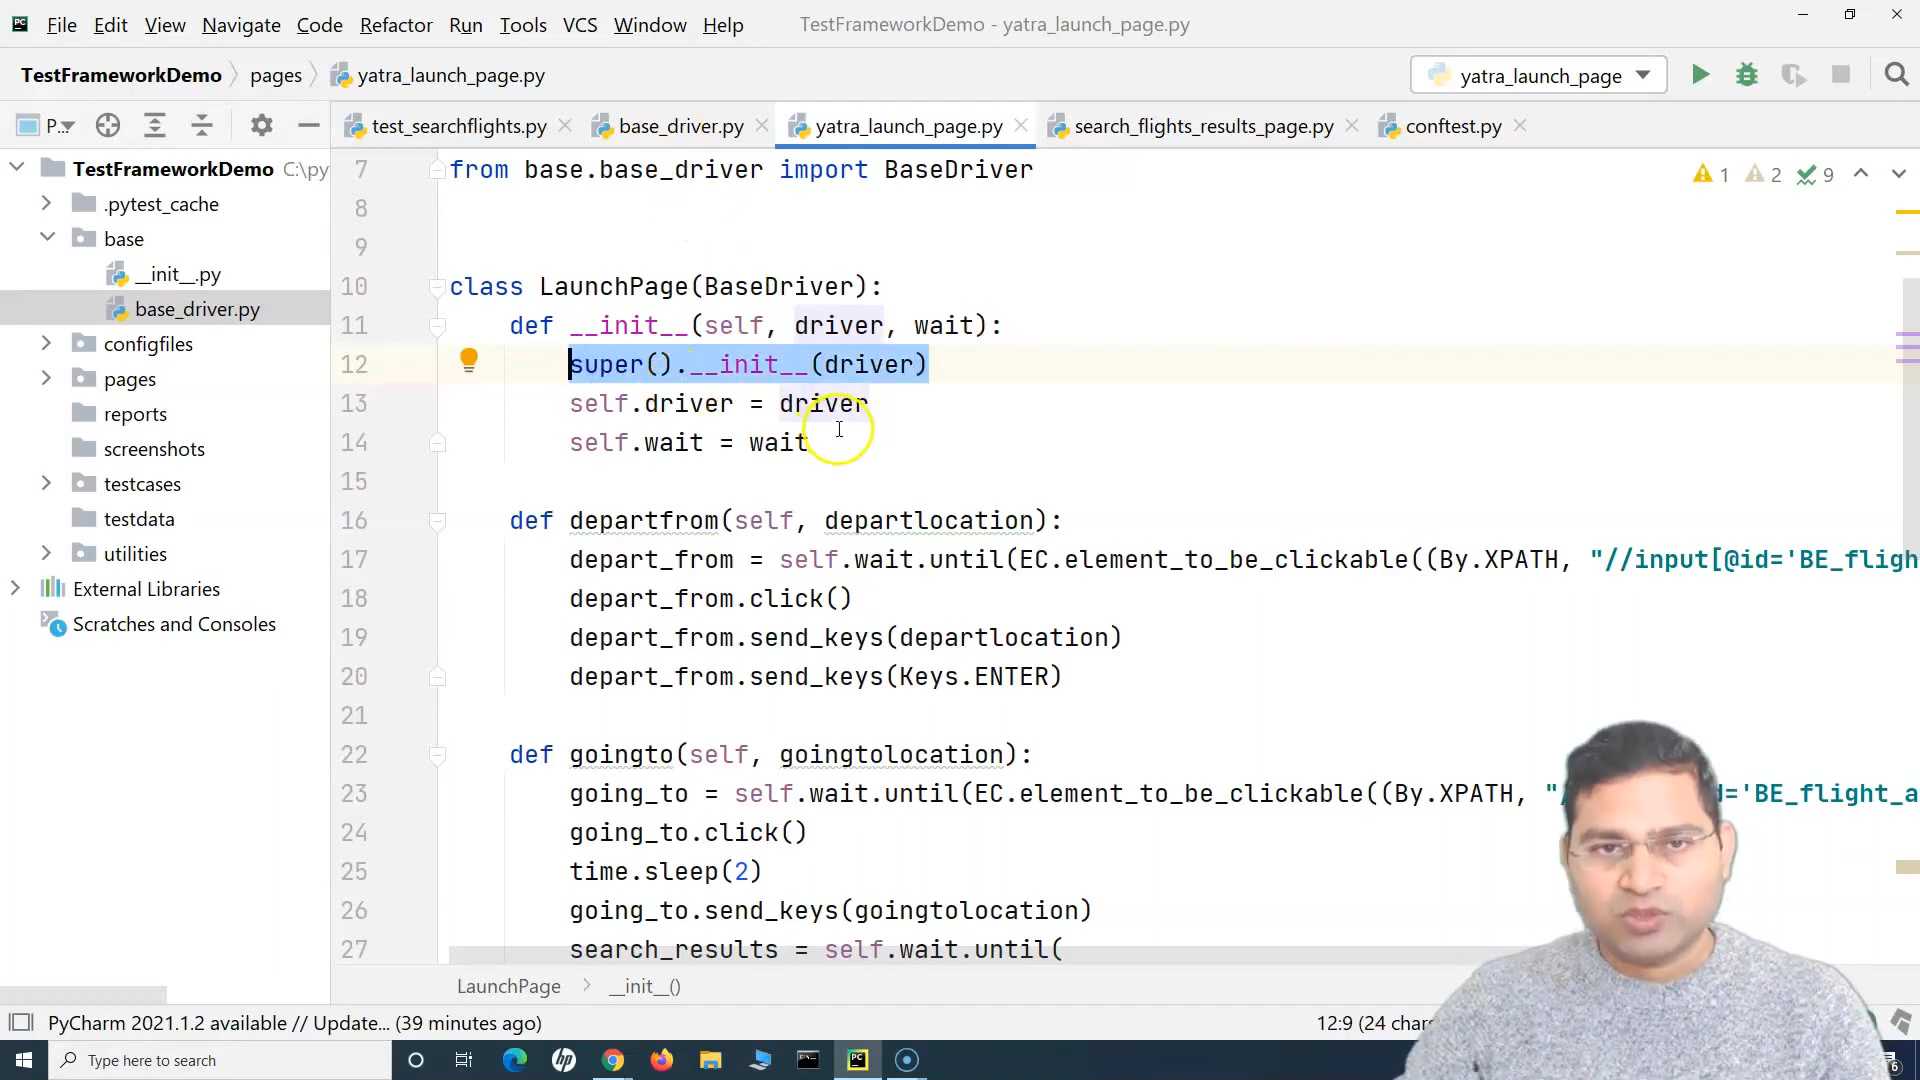 File Edit View Navigate Code Refactor Run Tools VCS Window Help TestFrameworkDemo - yatra_launch_page.py
TestFrameworkDemo pages yatra_launch_page.py yatra_launch_page
P... test_searchflights.py base_driver.py yatra_launch_page.py search_flights_results_page.py conftest.py
TestFrameworkDemo C:\py
.pytest_cache
base
__init__.py
base_driver.py
configfiles
pages
reports
screenshots
testcases
testdata
utilities
External Libraries
Scratches and Consoles
1 2 9
7 from base.base_driver import BaseDriver
8
9
10 class LaunchPage(BaseDriver):
11 def __init__(self, driver, wait):
12 super().__init__(driver)
13 self.driver = driver
14 self.wait = wait
15
16 def departfrom(self, departlocation):
17 depart_from = self.wait.until(EC.element_to_be_clickable((By.XPATH, "//input[@id='BE_fligh
18 depart_from.click()
19 depart_from.send_keys(departlocation)
20 depart_from.send_keys(Keys.ENTER)
21
22 def goingto(self, goingtolocation):
23 going_to = self.wait.until(EC.element_to_be_clickable((By.XPATH, "/ d='BE_flight_a
24 going_to.click()
25 time.sleep(2)
26 going_to.send_keys(goingtolocation)
27 search_results = self.wait.until(
LaunchPage __init__()
PyCharm 2021.1.2 available // Update... (39 minutes ago) 12:9 (24 chars
Type here to search
PC
6